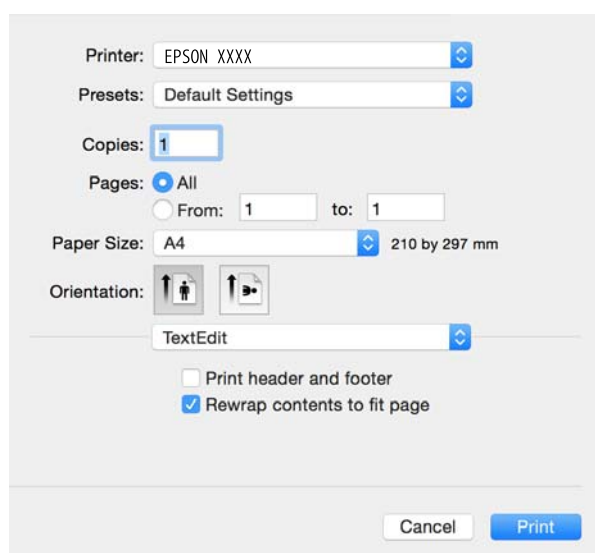 Printer: EPSON XXXX
Presets: Default Settings
Copies: 1
Pages: All
From: 1 to: 1
Paper Size: A4 210 by 297 mm
Orientation:
TextEdit
Print header and footer
Rewrap contents to fit page
Cancel Print